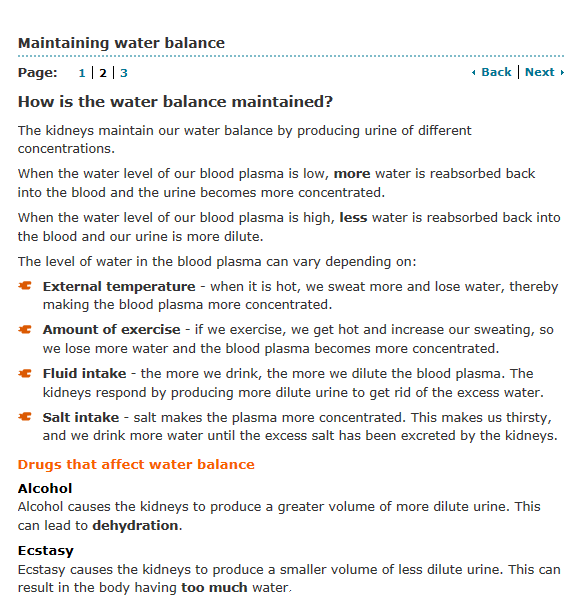 Maintaining water balance
Page: 1 | 2 | 3 Back | Next
How is the water balance maintained?
The kidneys maintain our water balance by producing urine of different
concentrations.
When the water level of our blood plasma is low, more water is reabsorbed back
into the blood and the urine becomes more concentrated.
When the water level of our blood plasma is high, less water is reabsorbed back into
the blood and our urine is more dilute.
The level of water in the blood plasma can vary depending on:
External temperature - when it is hot, we sweat more and lose water, thereby
making the blood plasma more concentrated.
Amount of exercise - if we exercise, we get hot and increase our sweating, so
we lose more water and the blood plasma becomes more concentrated.
Fluid intake - the more we drink, the more we dilute the blood plasma. The
kidneys respond by producing more dilute urine to get rid of the excess water.
Salt intake - salt makes the plasma more concentrated. This makes us thirsty,
and we drink more water until the excess salt has been excreted by the kidneys.
Drugs that affect water balance
Alcohol
Alcohol causes the kidneys to produce a greater volume of more dilute urine. This
can lead to dehydration.
Ecstasy
Ecstasy causes the kidneys to produce a smaller volume of less dilute urine. This can
result in the body having too much water.